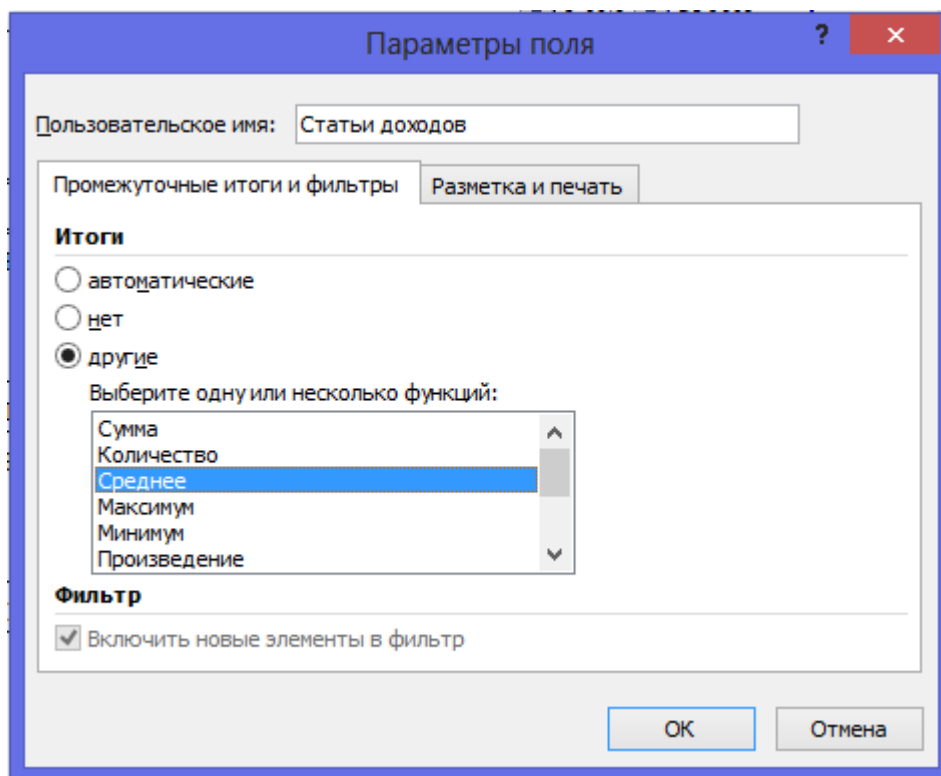 Параметры поля
?
Пользовательское имя: Статьи доходов
Промежуточные итоги и фильтры Разметка и печать
Итоги
автоматические
нет
другие
Выберите одну или несколько функций:
Сумма
Количество
Среднее
Максимум
Минимум
Произведение
Фильтр
Включить новые элементы в фильтр
ОК Отмена